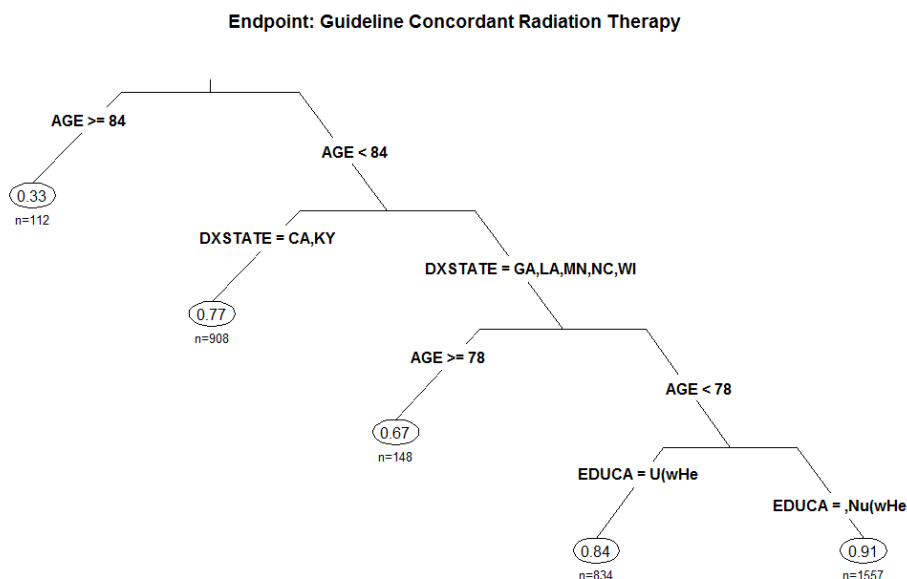 Endpoint: Guideline Concordant Radiation Therapy
AGE >= 84
AGE < 84
0.33
n=112
DXSTATE = CA,KY
DXSTATE = GA,LA,MN,NC,WI
0.77
n=908
AGE >= 78
AGE < 78
0.67
n=148
EDUCA = U(wHe
EDUCA = ,Nu(wHe
0.84
n=834
0.91
n=1557